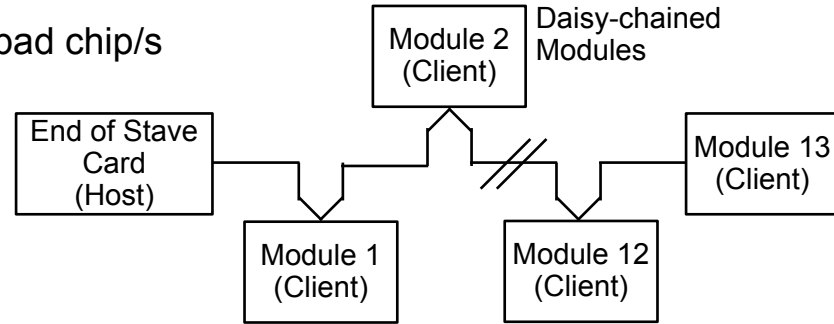 Daisy-chained
Modules
chip/s
Module 2
(Client)
End of Stave
Card
(Host)
Module 13
(Client)
Module 1
(Client)
Module 12
(Client)